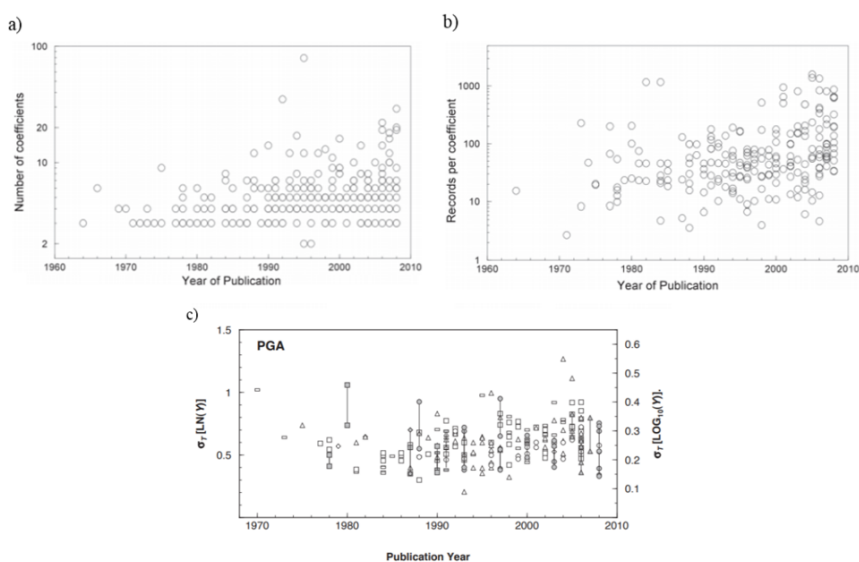 a)
b)
100
20
10
2
Number of coefficients
1960 1970 1980 1990 2000 2010
Year of Publication
1000
100
10
1
Records per coefficient
1960 1970 1980 1990 2000 2010
Year of Publication
c)
PGA
1.5
1
0.5
σT [LN(Y)]
0.6
0.5
0.4
0.3
0.2
0.1
σT [LOG10(Y)].
1970 1980 1990 2000 2010
Publication Year